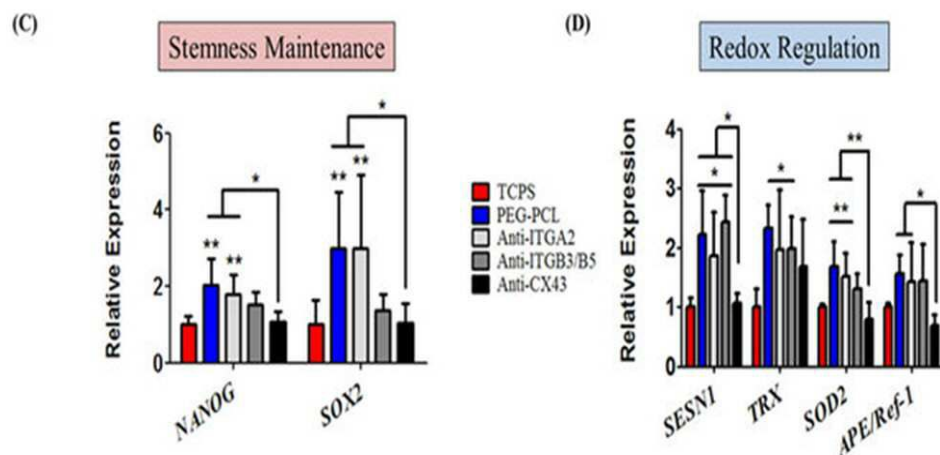 (C)
Stemness Maintenance
Relative Expression
6
4
2
0
*
*
**
**
**
**
NANOG
SOX2
TCPS
PEG-PCL
Anti-ITGA2
Anti-ITGB3/B5
Anti-CX43
(D)
Redox Regulation
Relative Expression
4
3
2
1
0
*
*
*
**
**
*
SESN1
TRX
SOD2
APE/Ref-1